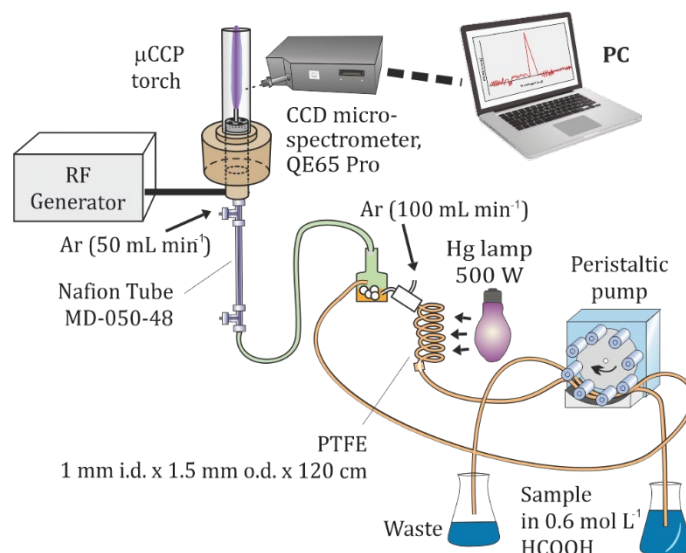 μCCP
torch
PC
CCD micro-
spectrometer,
QE65 Pro
RF
Generator
Ar (50 mL min⁻¹)
Ar (100 mL min⁻¹)
Hg lamp
500 W
Peristaltic
pump
Nafion Tube
MD-050-48
PTFE
1 mm i.d. x 1.5 mm o.d. x 120 cm
Waste
Sample
in 0.6 mol L⁻¹
HCOOH